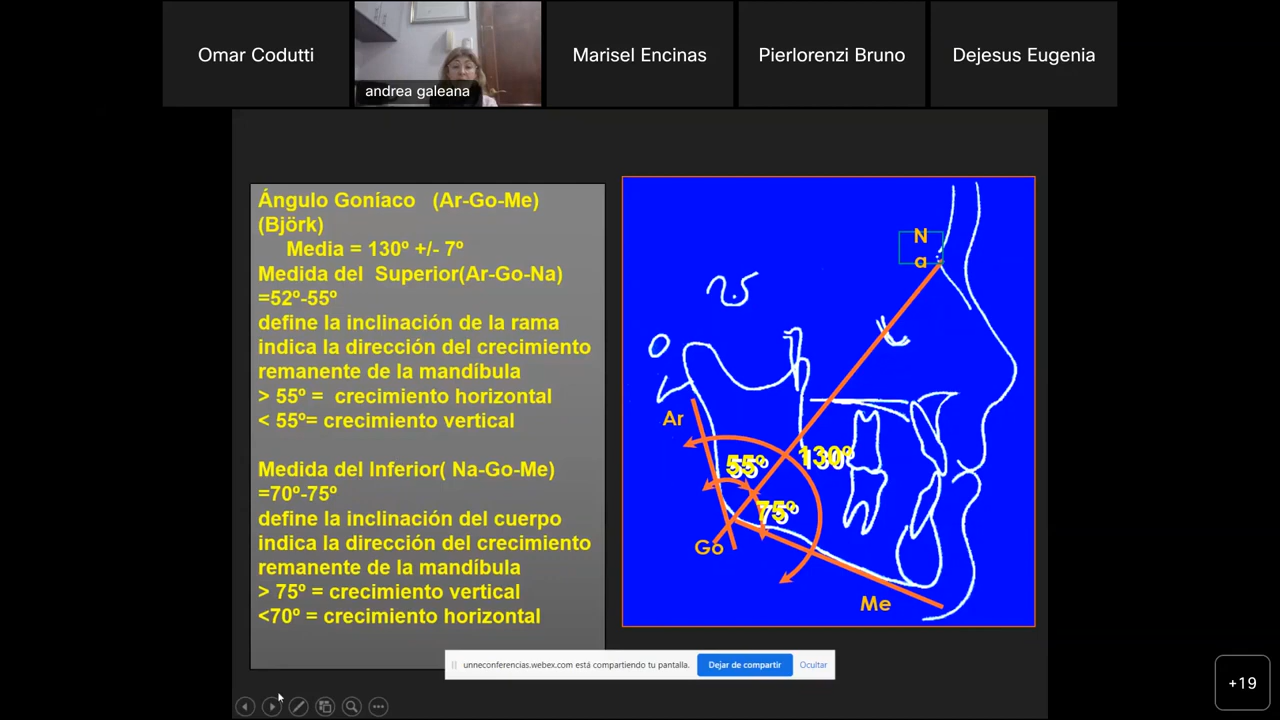 Omar Codutti
andrea galeana
Marisel Encinas
Pierlorenzi Bruno
Dejesus Eugenia
Ángulo Goníaco (Ar-Go-Me)
(Björk)
Media = 130º +/- 7º
Medida del Superior(Ar-Go-Na)
=52º-55º
define la inclinación de la rama
indica la dirección del crecimiento
remanente de la mandíbula
> 55º = crecimiento horizontal
< 55º= crecimiento vertical
Medida del Inferior( Na-Go-Me)
=70º-75º
define la inclinación del cuerpo
indica la dirección del crecimiento
remanente de la mandíbula
> 75º = crecimiento vertical
<70º = crecimiento horizontal
N
a
Ar
55º
130º
75º
Go
Me
unneconferencias.webex.com está compartiendo tu pantalla.
Dejar de compartir
Ocultar
+19